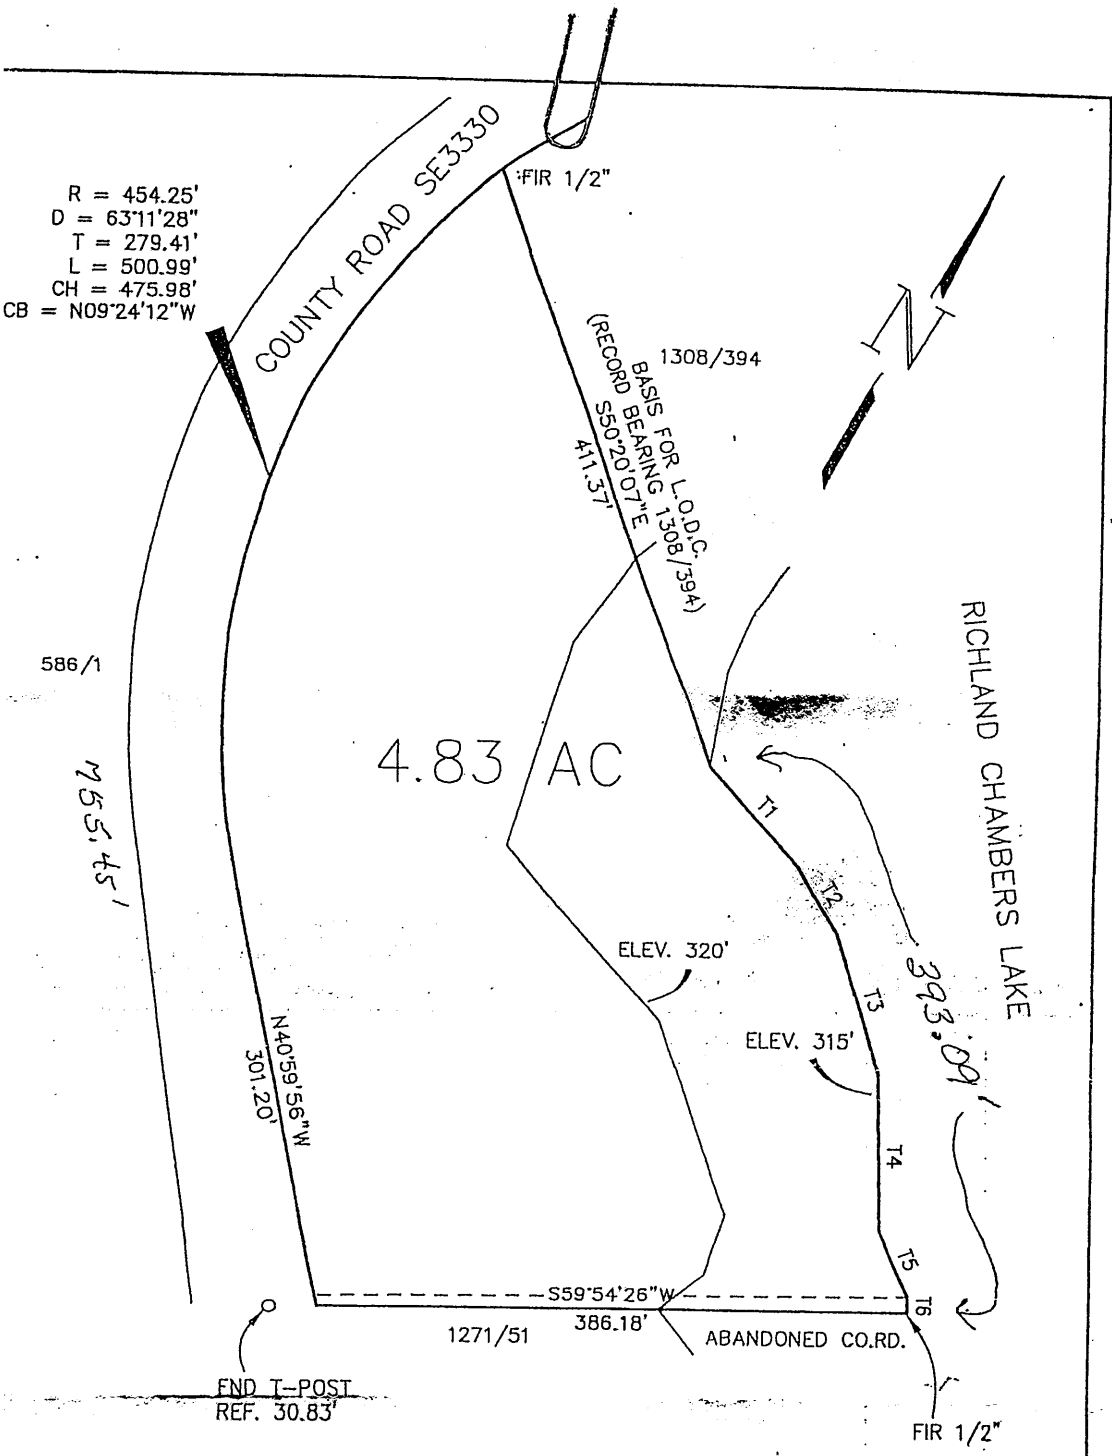 COUNTY ROAD SE3330
:FIR 1/2"
R = 454.25'
D = 63°11'28"
T = 279.41'
L = 500.99'
CH = 475.98'
CB = N09°24'12"W
1308/394
BASIS FOR L.O.D.C.
(RECORD BEARING 1308/394)
S50°20'07"E
411.37'
N
586/1
RICHLAND CHAMBERS LAKE
4.83 AC
755.45'
T1
T2
ELEV. 320'
T3
393.09'
ELEV. 315'
N40°59'56"W
301.20'
T4
T5
S59°54'26"W
T6
386.18'
1271/51
ABANDONED CO.RD.
FND T-POST
REF. 30.83'
FIR 1/2"